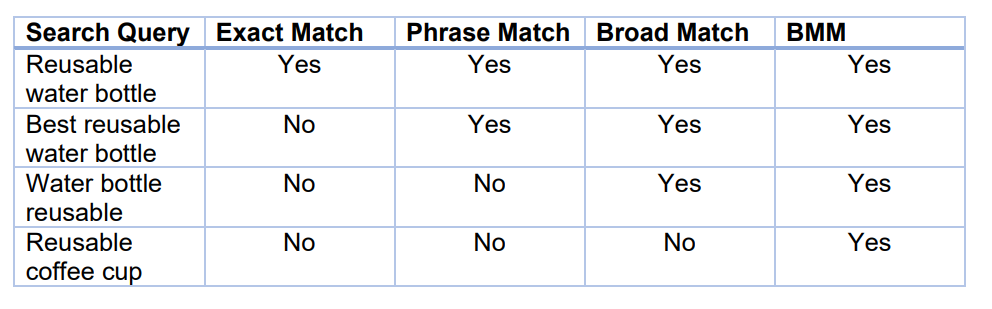 Search Query Exact Match Phrase Match Broad Match BMM
Reusable Yes Yes Yes Yes
water bottle
Best reusable No Yes Yes Yes
water bottle
Water bottle No No Yes Yes
reusable
Reusable No No No Yes
coffee cup